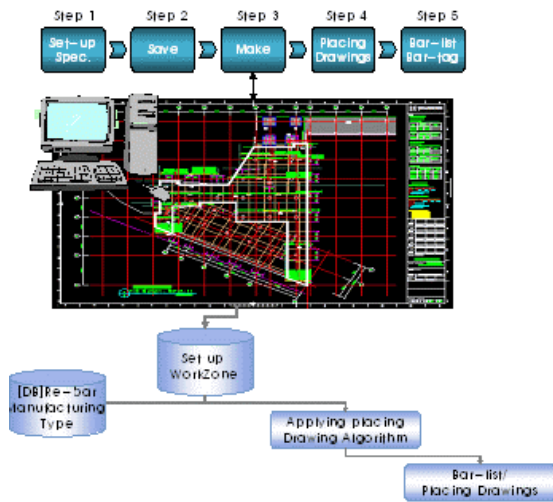 Step 1
Step 2
Step 3
Step 4
Step 5
Set-up
Spec.
Save
Make
Placing
Drawings
Bar-list
Bar-tag
Set up
WorkZone
[DB]Re-bar
Manufacturing
Type
Applying placing
Drawing Algorithm
Bar-list/
Placing Drawings